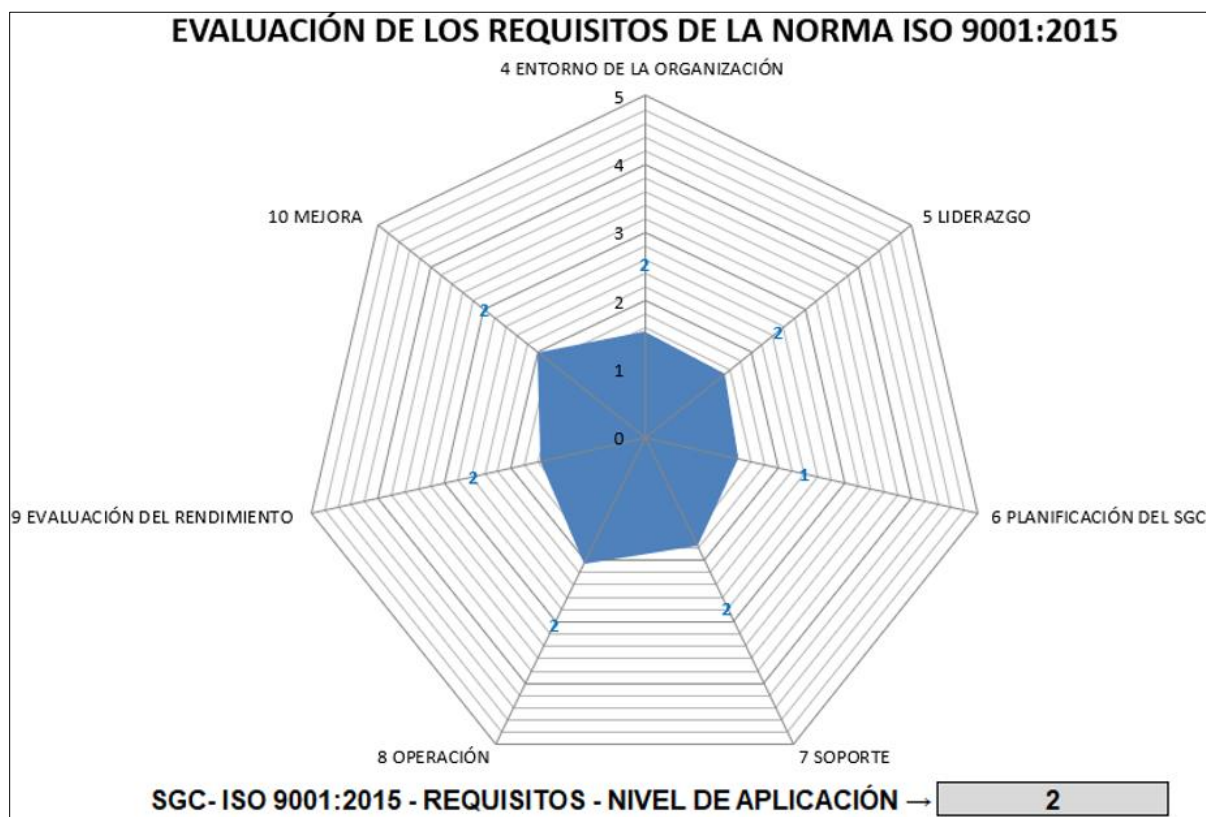 EVALUACIÓN DE LOS REQUISITOS DE LA NORMA ISO 9001:2015
4 ENTORNO DE LA ORGANIZACIÓN
5
4
10 MEJORA
5 LIDERAZGO
3
2
2
2
2
1
0
2
1
9 EVALUACIÓN DEL RENDIMIENTO
6 PLANIFICACIÓN DEL SGC
2
2
8 OPERACIÓN
7 SOPORTE
SGC- ISO 9001:2015 - REQUISITOS - NIVEL DE APLICACIÓN → 2